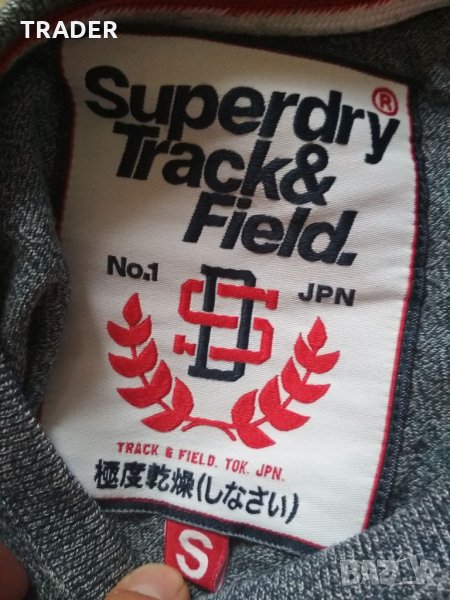 TRADER
Superdry®
Track&
Field.
No.1
JPN
SD
TRACK & FIELD. TOK. JPN.
極度乾燥(しなさい)
S
BAZAR